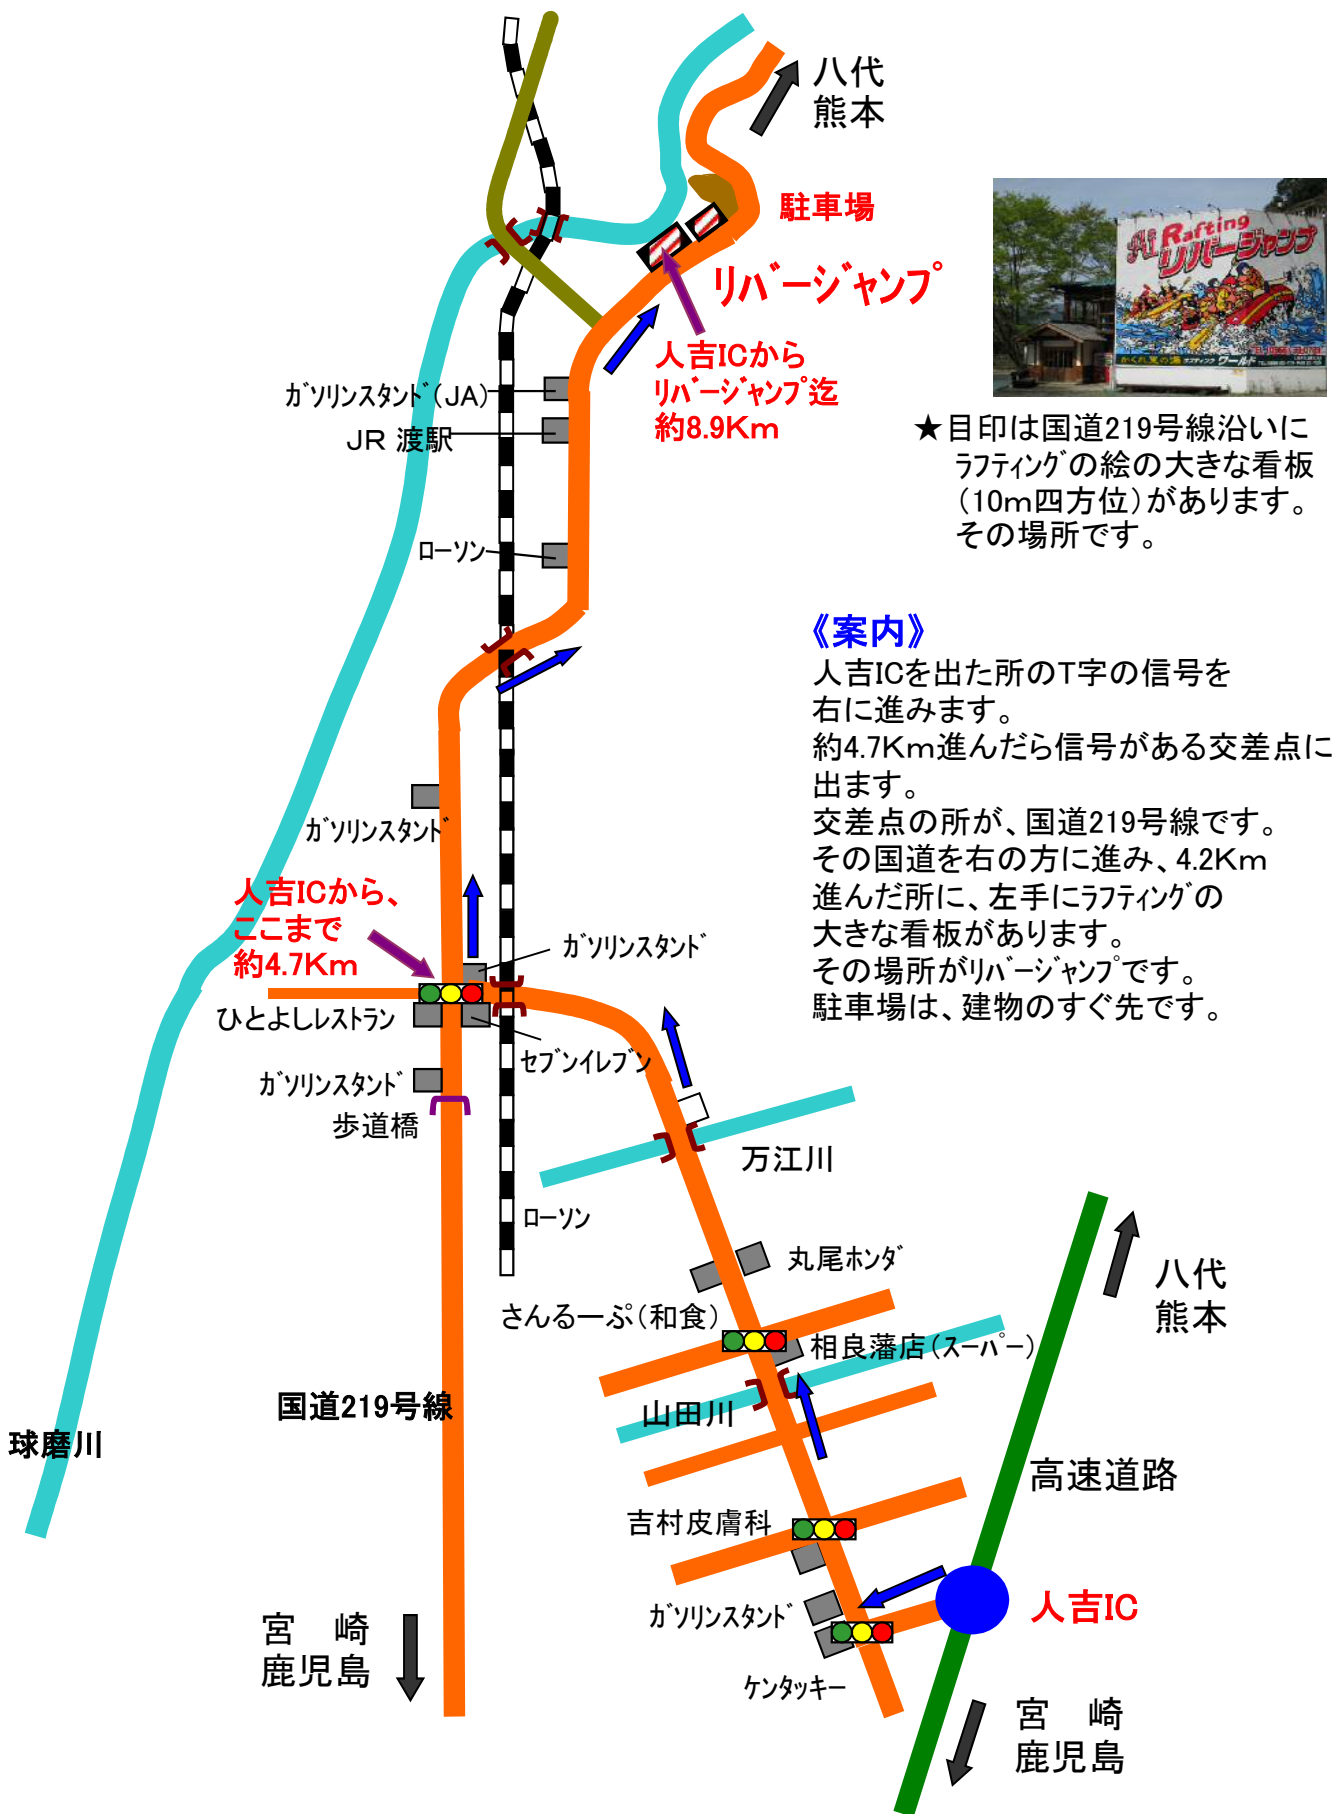 八代
熊本
駐車場
リバージャンプ
人吉ICから
リバージャンプ迄
約8.9Km
Rafting
リバージャンプ
ワールド
★目印は国道219号線沿いに
ラフティングの絵の大きな看板
（10m四方位）があります。
その場所です。
ガソリンスタンド（JA）
JR 渡駅
ローソン
《案内》
人吉ICを出た所のT字の信号を
右に進みます。
約4.7Km進んだら信号がある交差点に
出ます。
交差点の所が、国道219号線です。
その国道を右の方に進み、4.2Km
進んだ所に、左手にラフティングの
大きな看板があります。
その場所がリバージャンプです。
駐車場は、建物のすぐ先です。
ガソリンスタンド
人吉ICから、
ここまで
約4.7Km
ガソリンスタンド
ひとよしレストラン
セブンイレブン
ガソリンスタンド
歩道橋
万江川
ローソン
丸尾ホンダ
さんるーぷ（和食）
相良藩店（スーパー）
山田川
八代
熊本
国道219号線
球磨川
高速道路
吉村皮膚科
人吉IC
ガソリンスタンド
ケンタッキー
宮　崎
鹿児島
宮　崎
鹿児島